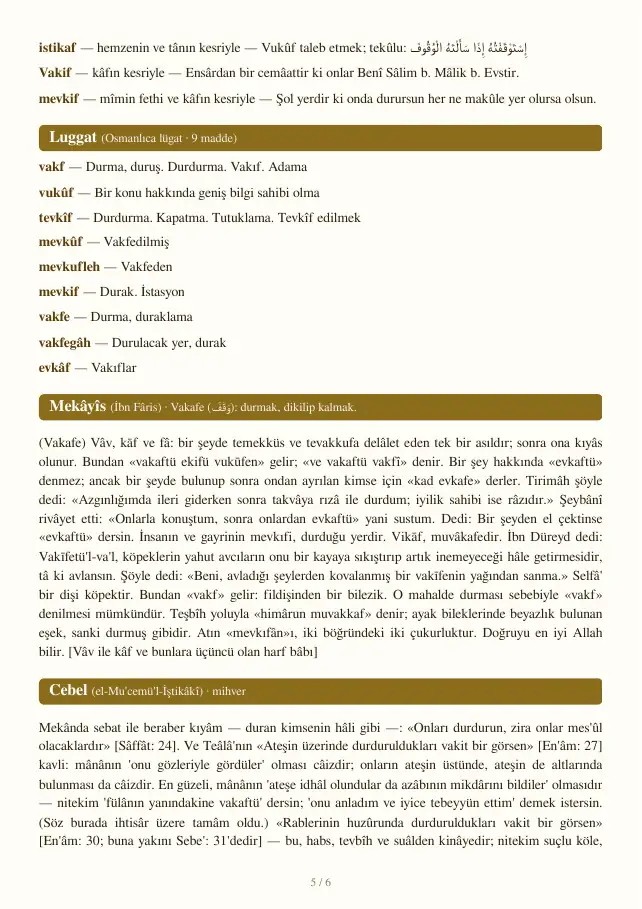 istikaf — hemzenin ve tânın kesriyle — Vukûf taleb etmek; tekûlu: إِسْتَوْقَفْتُهُ إِذَا سَأَلْتَهُ الْوُقُوفَ
Vakif — kâfın kesriyle — Ensârdan bir cemâattir ki onlar Benî Sâlim b. Mâlik b. Evstir.
mevkif — mîmin fethi ve kâfın kesriyle — Şol yerdir ki onda durursun her ne makûle yer olursa olsun.
Luggat (Osmanlıca lügat · 9 madde)
vakf — Durma, duruş. Durdurma. Vakıf. Adama
vukûf — Bir konu hakkında geniş bilgi sahibi olma
tevkîf — Durdurma. Kapatma. Tutuklama. Tevkîf edilmek
mevkûf — Vakfedilmiş
mevkufleh — Vakfeden
mevkif — Durak. İstasyon
vakfe — Durma, duraklama
vakfegâh — Durulacak yer, durak
evkâf — Vakıflar
Mekâyîs (İbn Fâris) · Vakafe (وَقَفَ): durmak, dikilip kalmak.
(Vakafe) Vâv, kāf ve fâ: bir şeyde temekküs ve tevakkufa delâlet eden tek bir asıldır; sonra ona kıyâs
olunur. Bundan «vakaftü ekifü vukûfen» gelir; «ve vakaftü vakfî» denir. Bir şey hakkında «evkaftü»
denmez; ancak bir şeyde bulunup sonra ondan ayrılan kimse için «kad evkafe» derler. Tirimâh şöyle
dedi: «Azgınlığımda ileri giderken sonra takvâya rızâ ile durdum; iyilik sahibi ise râzıdır.» Şeybânî
rivâyet etti: «Onlarla konuştum, sonra onlardan evkaftü» yani sustum. Dedi: Bir şeyden el çektinse
«evkaftü» dersin. İnsanın ve gayrinin mevkıfi, durduğu yerdir. Vikāf, muvâkafedir. İbn Düreyd dedi:
Vakīfetü'l-va'l, köpeklerin yahut avcıların onu bir kayaya sıkıştırıp artık inemeyeceği hâle getirmesidir,
tâ ki avlansın. Şöyle dedi: «Beni, avladığı şeylerden kovalanmış bir vakīfenin yağından sanma.» Selfâ'
bir dişi köpektir. Bundan «vakf» gelir: fildişinden bir bilezik. O mahalde durması sebebiyle «vakf»
denilmesi mümkündür. Teşbîh yoluyla «himârun muvakkaf» denir; ayak bileklerinde beyazlık bulunan
eşek, sanki durmuş gibidir. Atın «mevkıfân»ı, iki böğründeki iki çukurluktur. Doğruyu en iyi Allah
bilir. [Vâv ile kâf ve bunlara üçüncü olan harf bâbı]
Cebel (el-Mu'cemü'l-İştikâkî) · mihver
Mekânda sebat ile beraber kıyâm — duran kimsenin hâli gibi —: «Onları durdurun, zira onlar mes'ûl
olacaklardır» [Sâffât: 24]. Ve Teâlâ'nın «Ateşin üzerinde durduruldukları vakit bir görsen» [En'âm: 27]
kavli: mânânın 'onu gözleriyle gördüler' olması câizdir; onların ateşin üstünde, ateşin de altlarında
bulunması da câizdir. En güzeli, mânânın 'ateşe idhâl olundular da azâbının mikdârını bildiler' olmasıdır
— nitekim 'fülânın yanındakine vakaftü' dersin; 'onu anladım ve iyice tebeyyün ettim' demek istersin.
(Söz burada ihtisâr üzere tamâm oldu.) «Rablerinin huzûrunda durduruldukları vakit bir görsen»
[En'âm: 30; buna yakını Sebe': 31'dedir] — bu, habs, tevbîh ve suâlden kinâyedir; nitekim suçlu köle,
5 / 6